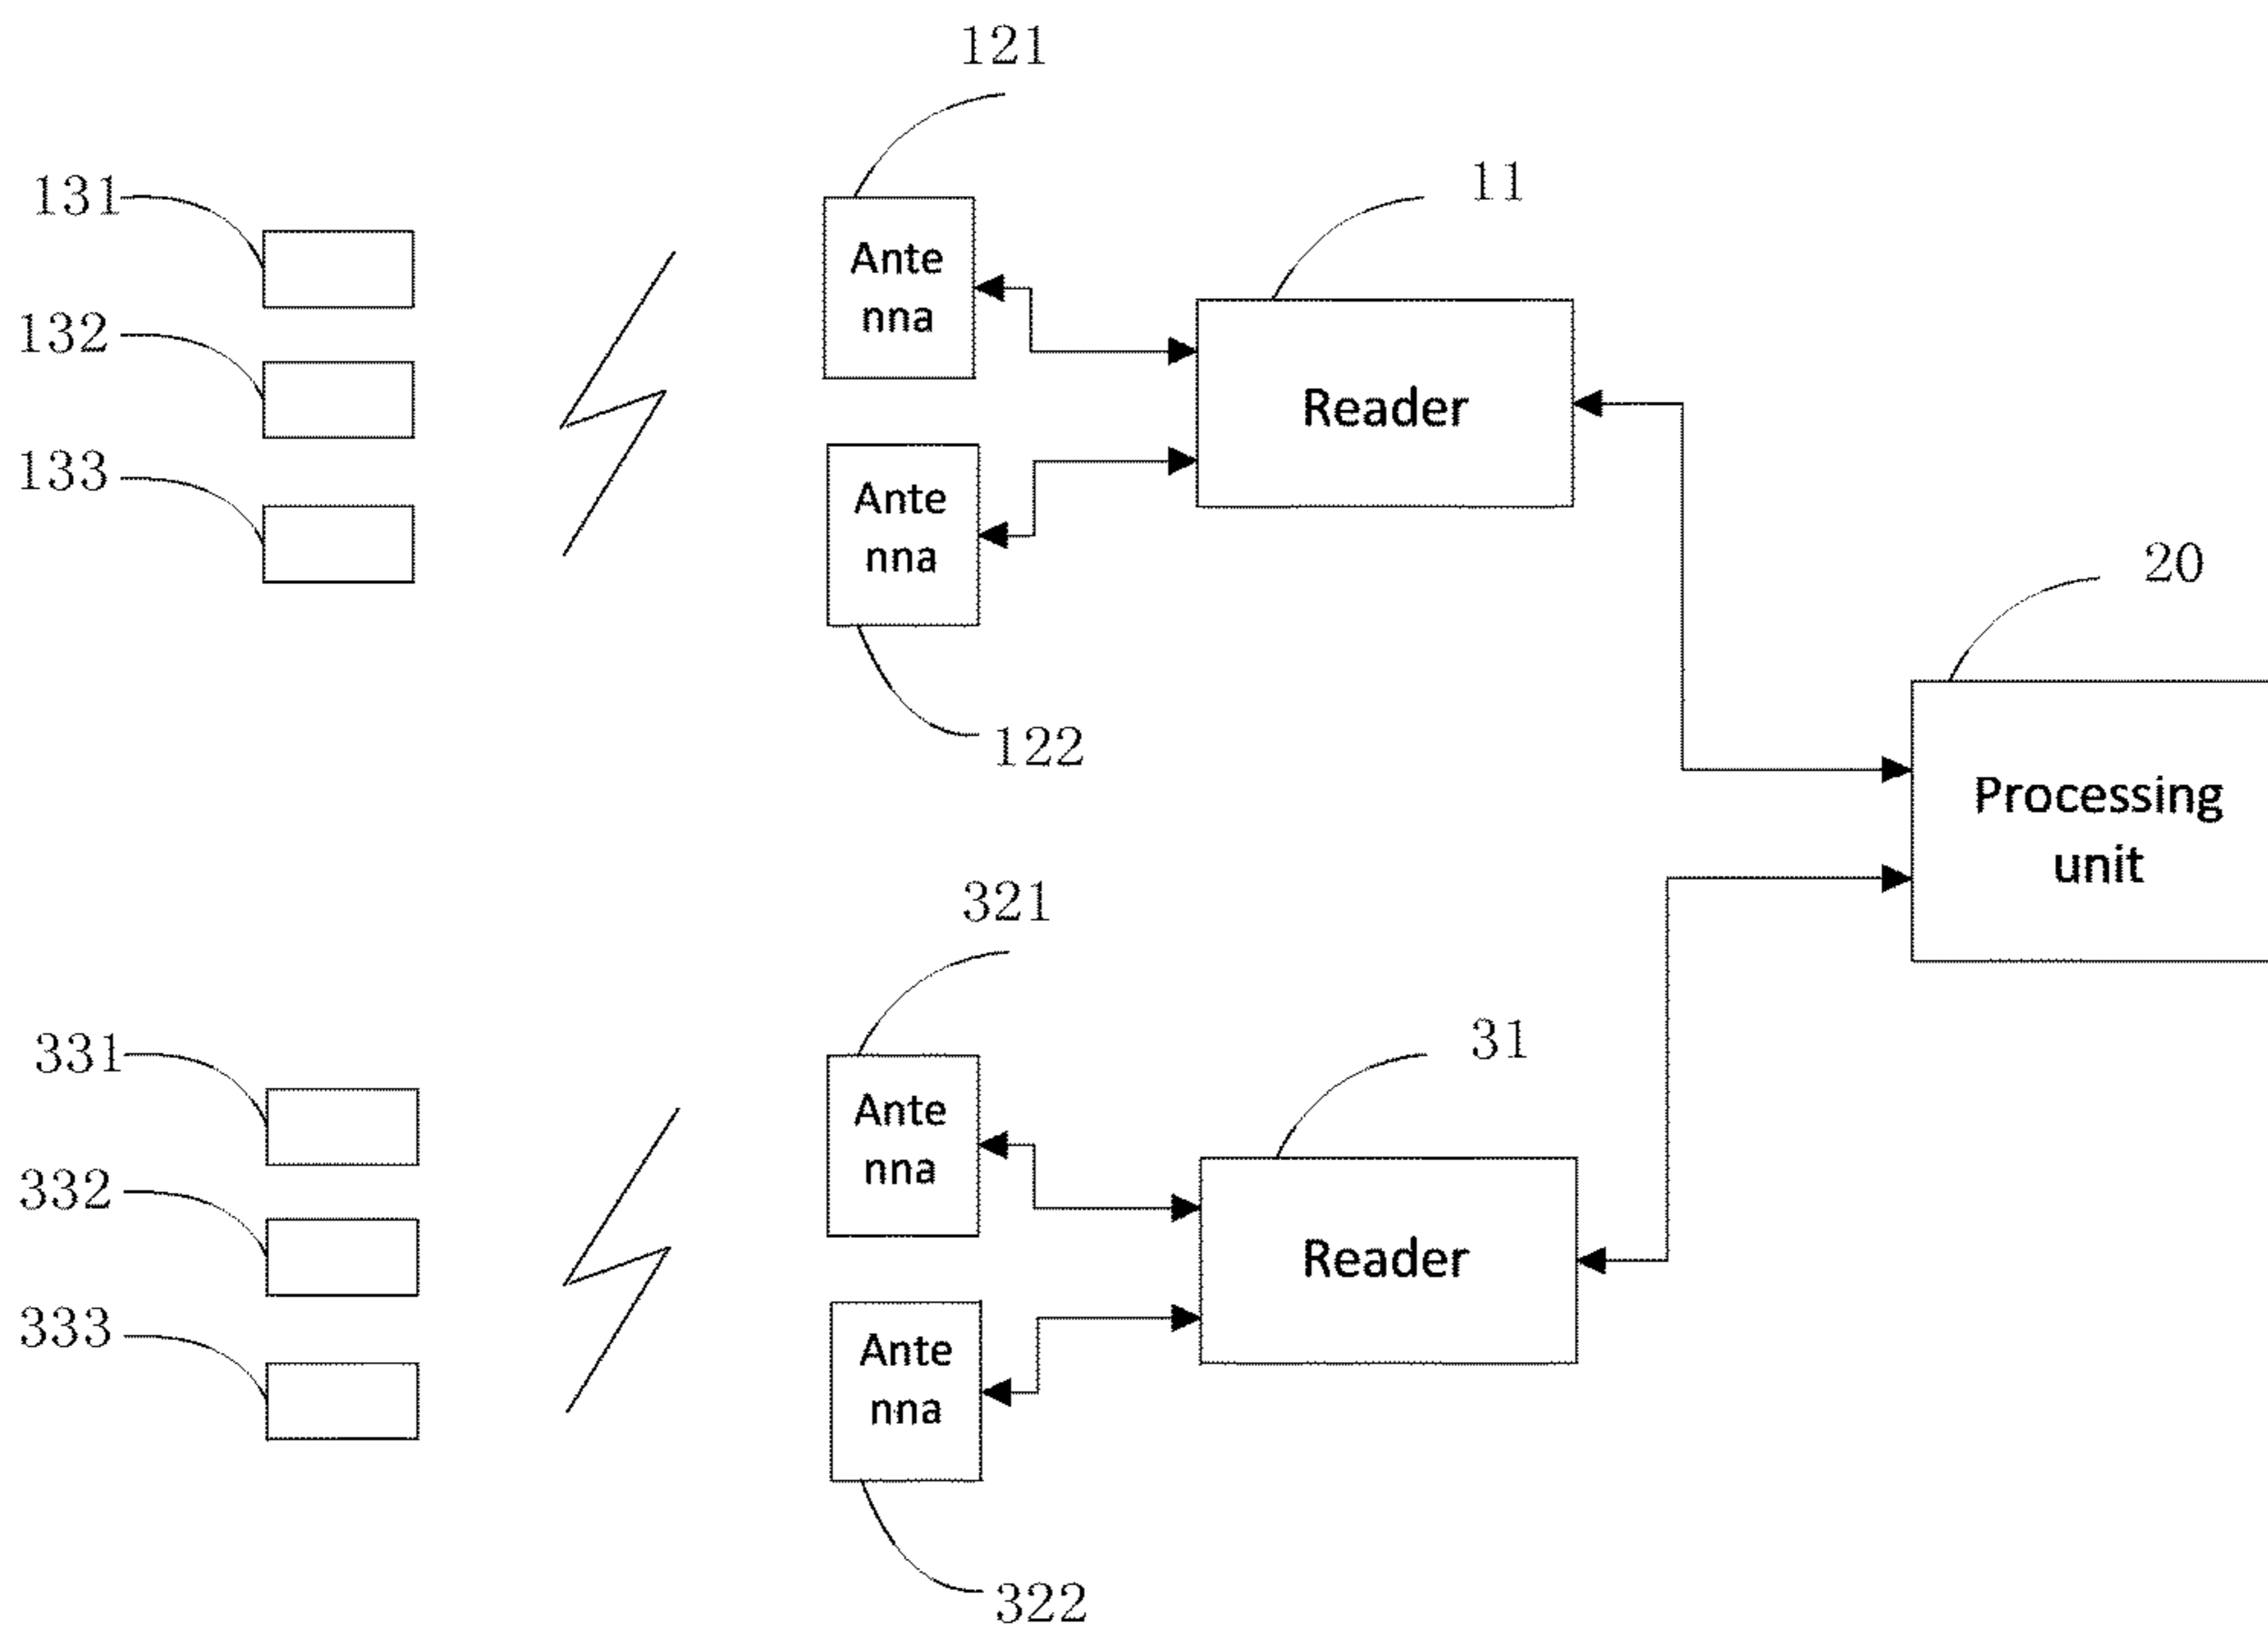 121
131
11
Ante
nna
132
Reader
133
Ante
nna
20
122
Processing
unit
321
331
31
Ante
nna
332
Reader
333
Ante
nna
322